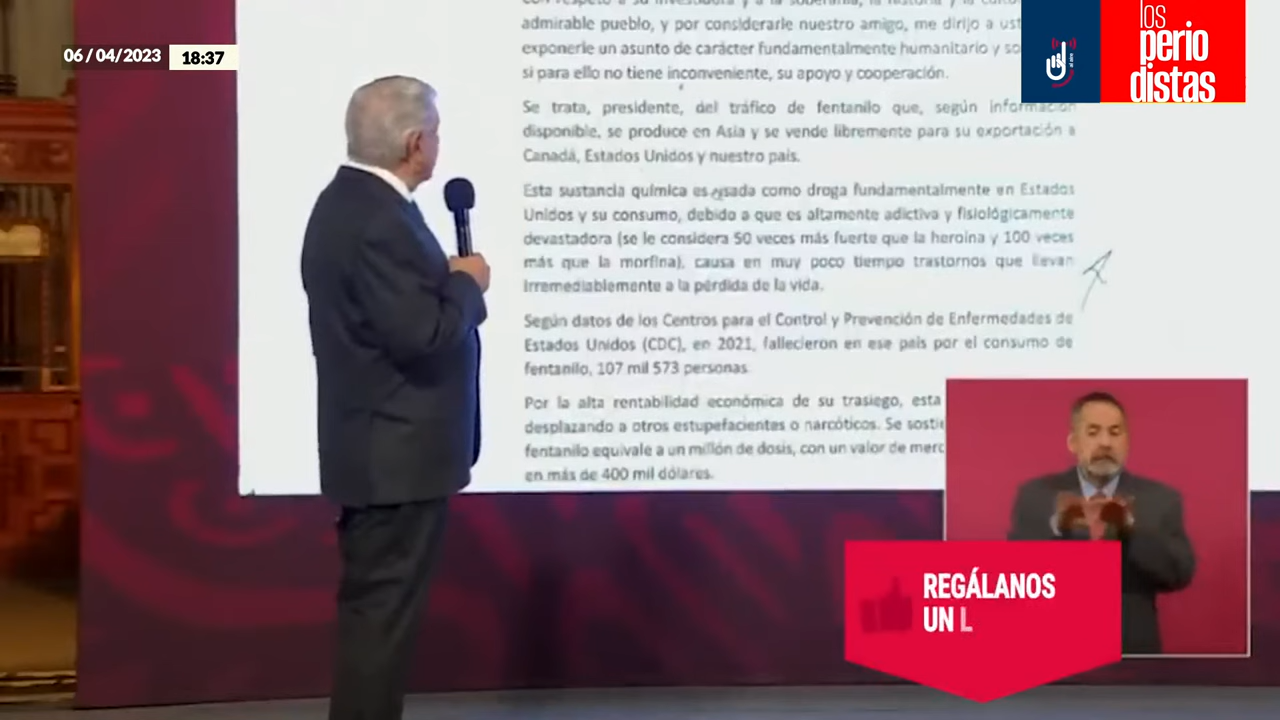 06/04/2023 18:37
los
perio
distas
al aire
admirable pueblo, y por considerarle nuestro amigo, me dirijo a ust
exponerle un asunto de carácter fundamentalmente humanitario y so
si para ello no tiene inconveniente, su apoyo y cooperación.
Se trata, presidente, del tráfico de fentanilo que, según información
disponible, se produce en Asia y se vende libremente para su exportación a
Canadá, Estados Unidos y nuestro país.
Esta sustancia química es usada como droga fundamentalmente en Estados
Unidos y su consumo, debido a que es altamente adictiva y fisiológicamente
devastadora (se le considera 50 veces más fuerte que la heroína y 100 veces
más que la morfina), causa en muy poco tiempo trastornos que llevan
irremediablemente a la pérdida de la vida.
Según datos de los Centros para el Control y Prevención de Enfermedades de
Estados Unidos (CDC), en 2021, fallecieron en ese país por el consumo de
fentanilo, 107 mil 573 personas
Por la alta rentabilidad económica de su trasiego, esta
desplazando a otros estupefacientes o narcóticos. Se sosti
fentanilo equivale a un millón de dosis, con un valor de merc
en más de 400 mil dólares.
REGÁLANOS
UN L